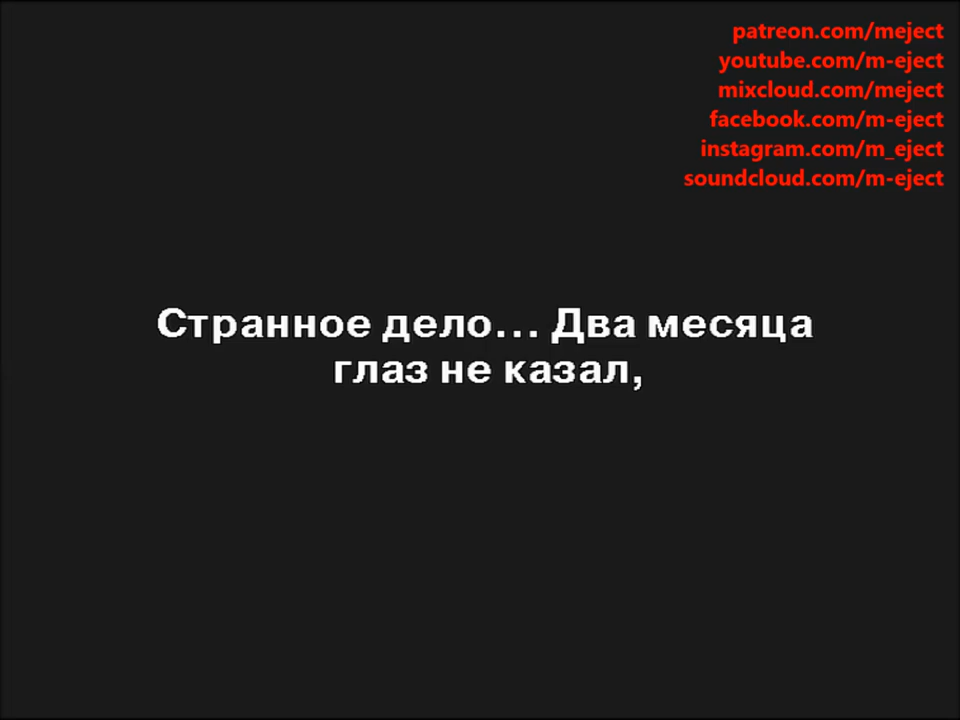 patreon.com/meject
youtube.com/m-eject
mixcloud.com/meject
facebook.com/m-eject
instagram.com/m_eject
soundcloud.com/m-eject
Странное дело... Два месяца
глаз не казал,